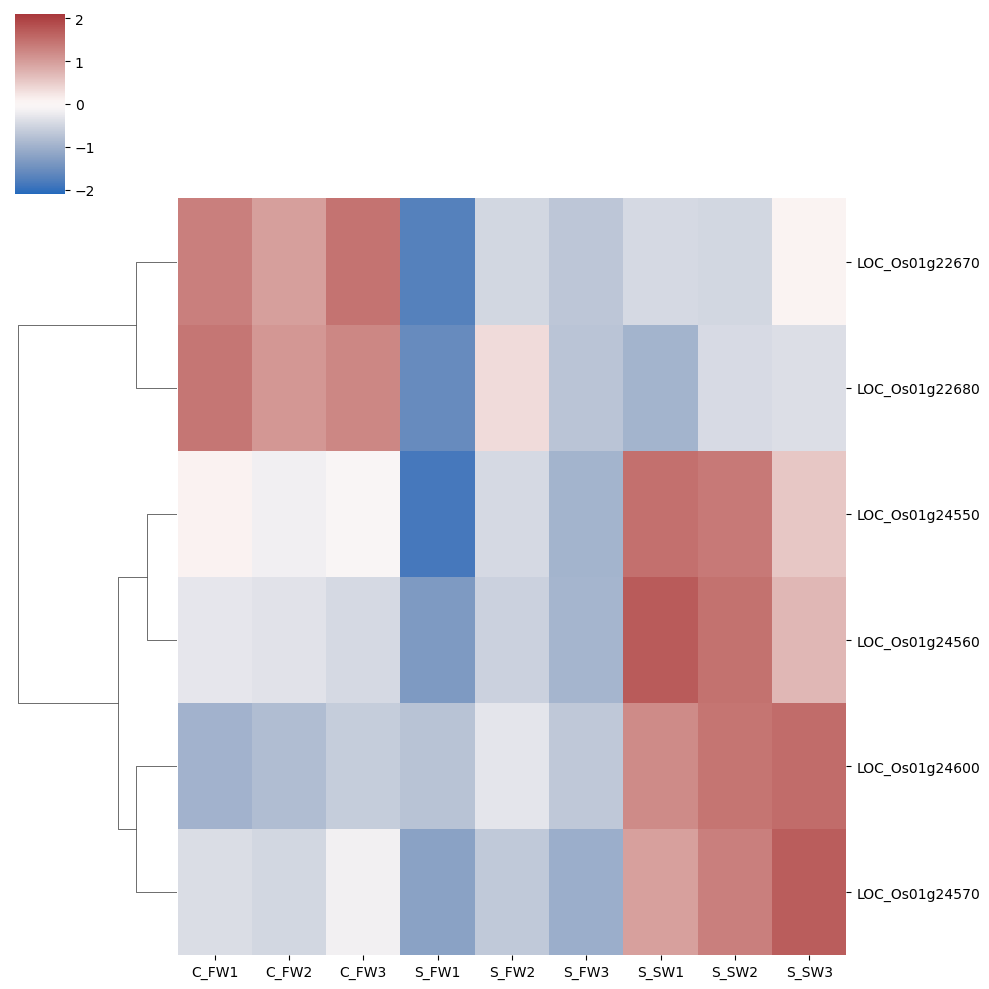 2
1
0
−1
−2
LOC_Os01g22670
LOC_Os01g22680
LOC_Os01g24550
LOC_Os01g24560
LOC_Os01g24600
LOC_Os01g24570
C_FW1 C_FW2 C_FW3 S_FW1 S_FW2 S_FW3 S_SW1 S_SW2 S_SW3